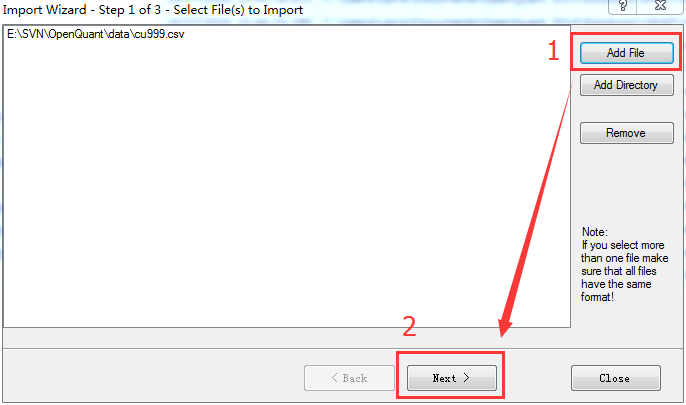 Import Wizard - Step 1 of 3 - Select File(s) to Import
E:\SVN\OpenQuant\data\cu999.csv
1
Add File
Add Directory
Remove
Note:
If you select more
than one file make
sure that all files
have the same
format!
2
< Back
Next >
Close